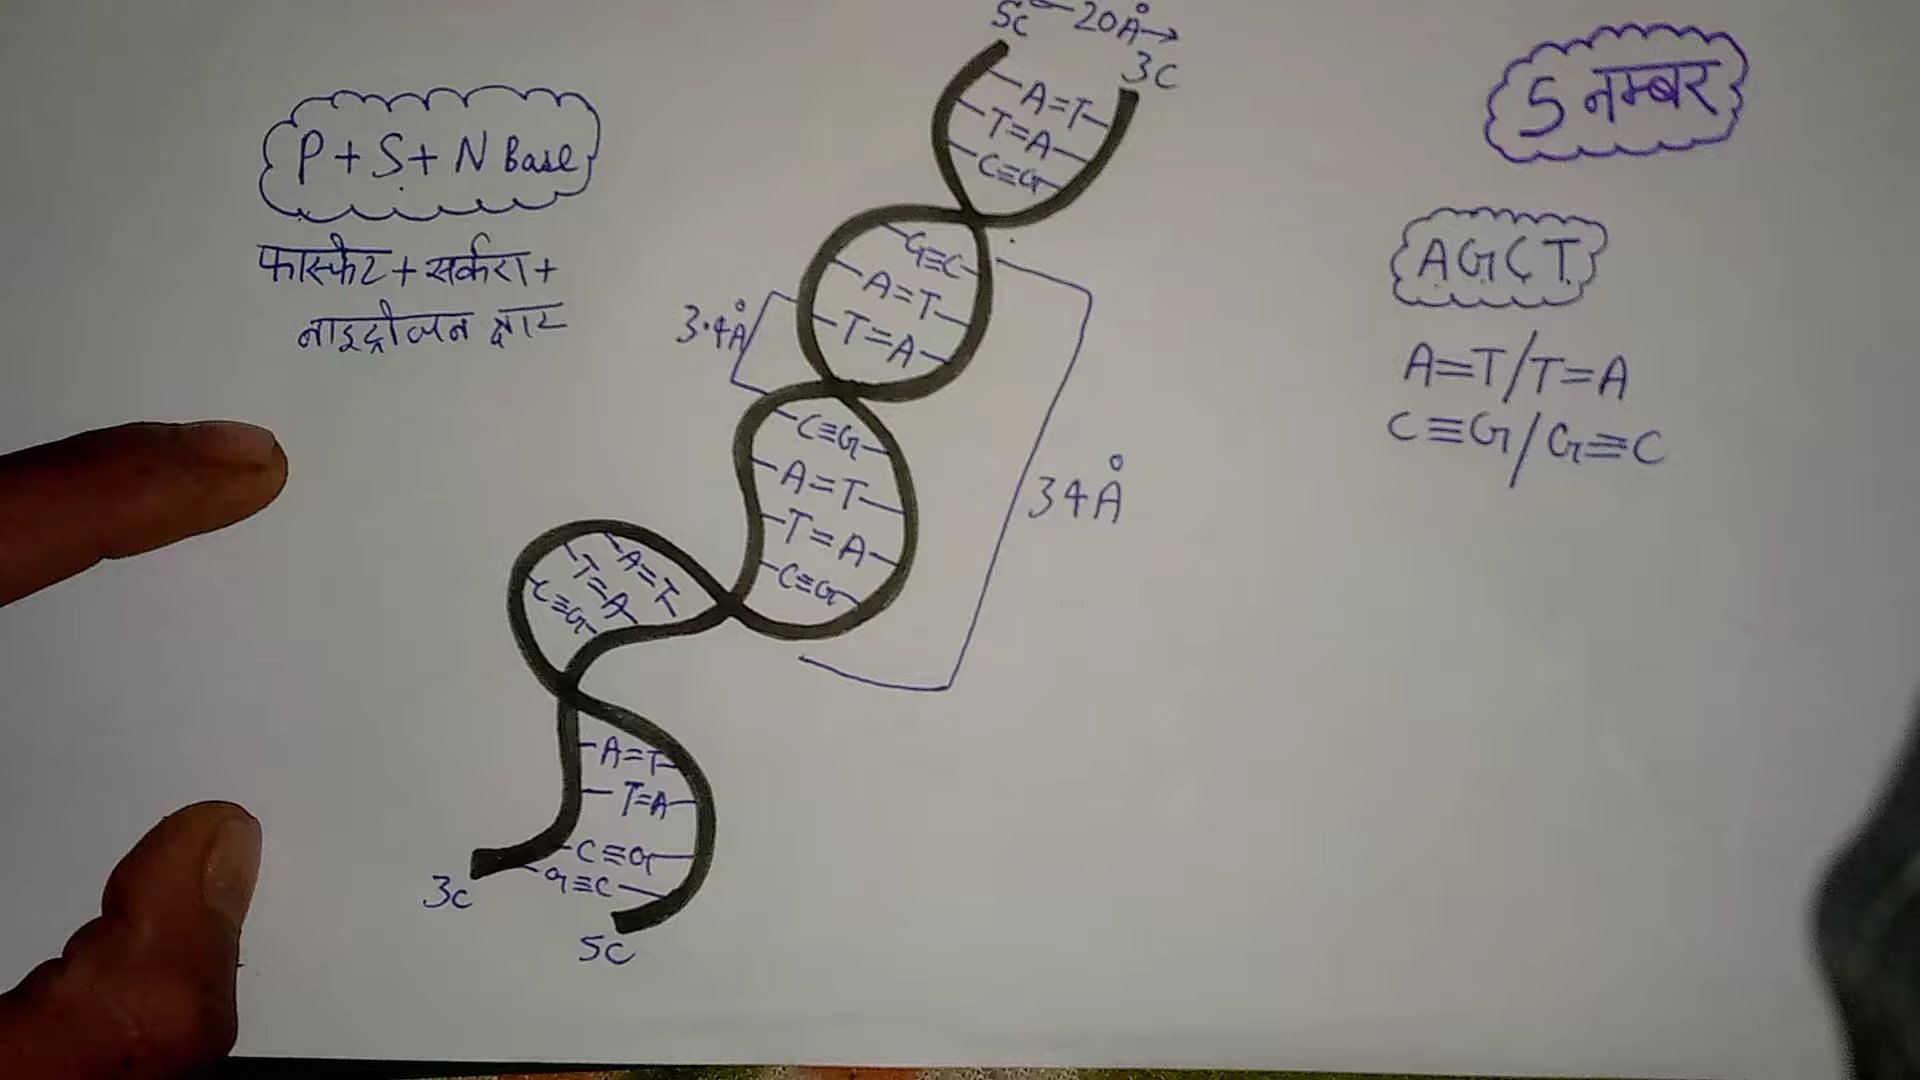 5C ← 20Å →
3C
A=T
T=A
C≡G
G≡C
A=T
T=A
3.4Å
C≡G
A=T
T=A
C≡G
34Å
A=T
T=A
C≡G
A=T
T=A
C≡G
G≡C
3C
5C
P+S+N Base
फास्फेट+सर्करा+
नाइट्रोजन क्षार
5 नम्बर
AGCT
A=T/T=A
C≡G/G≡C